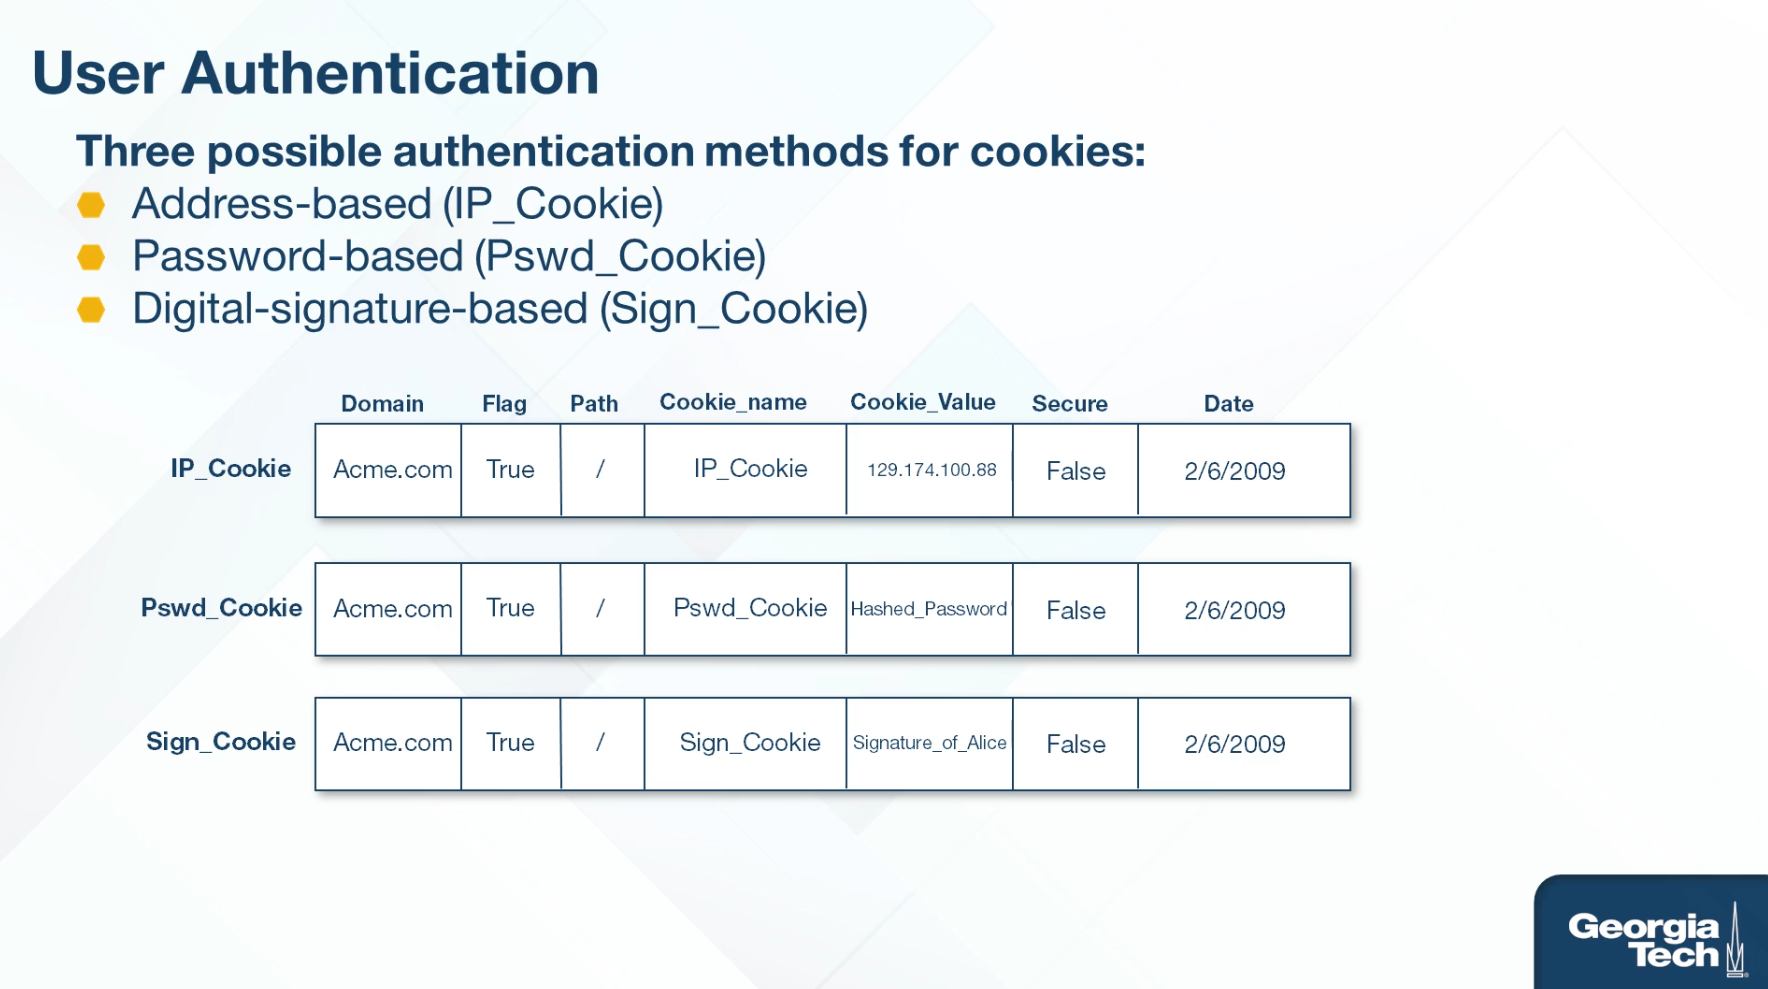 User Authentication
Three possible authentication methods for cookies:
Address-based (IP_Cookie)
Password-based (Pswd_Cookie)
Digital-signature-based (Sign_Cookie)
Domain Flag Path Cookie_name Cookie_Value Secure Date
IP_Cookie Acme.com True / IP_Cookie 129.174.100.88 False 2/6/2009
Pswd_Cookie Acme.com True / Pswd_Cookie Hashed_Password False 2/6/2009
Sign_Cookie Acme.com True / Sign_Cookie Signature_of_Alice False 2/6/2009
Georgia
Tech